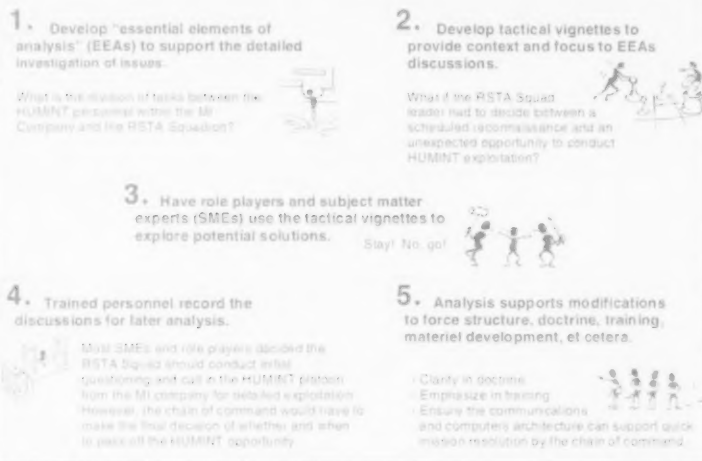 1. Develop "essential elements of
analysis" (EEAs) to support the detailed
investigation of issues.
What is the division of tasks between the
HUMINT personnel within the MI
Company and the RSTA Squadron?
2. Develop tactical vignettes to
provide context and focus to EEAs
discussions.
What if the RSTA Squad
leader had to decide between a
scheduled reconnaissance and an
unexpected opportunity to conduct
HUMINT exploitation?
3. Have role players and subject matter
experts (SMEs) use the tactical vignettes to
explore potential solutions.
Stay! No, go!
4. Trained personnel record the
discussions for later analysis.
Most SMEs and role players decided the
RSTA Squad should conduct initial
questioning and call in the HUMINT platoon
from the MI company for detailed exploitation
However, the chain of command would have to
make the final decision of whether and when
to pass off the HUMINT opportunity
5. Analysis supports modifications
to force structure, doctrine, training,
materiel development, et cetera.
- Clarity in doctrine
- Emphasize in training
- Ensure the communications
and computers architecture can support quick
mission resolution by the chain of command